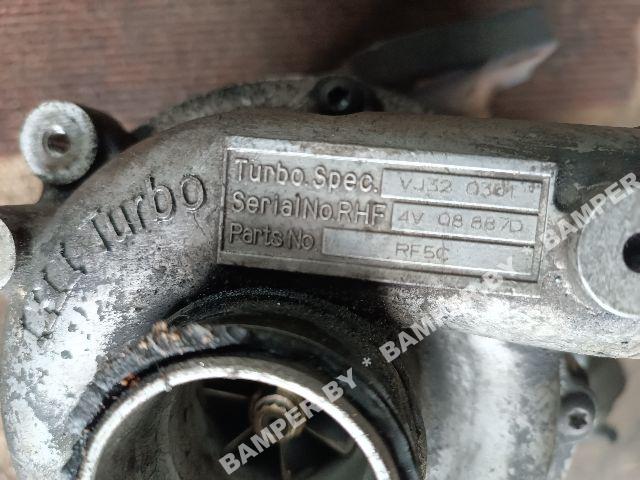 Turbo. Spec. VJ32 0301
Serial No. RHF 4V 08 887D
Parts No RF5C
IHI Turbo
BAMPER.BY * BAMPER.BY * BAMPER.BY